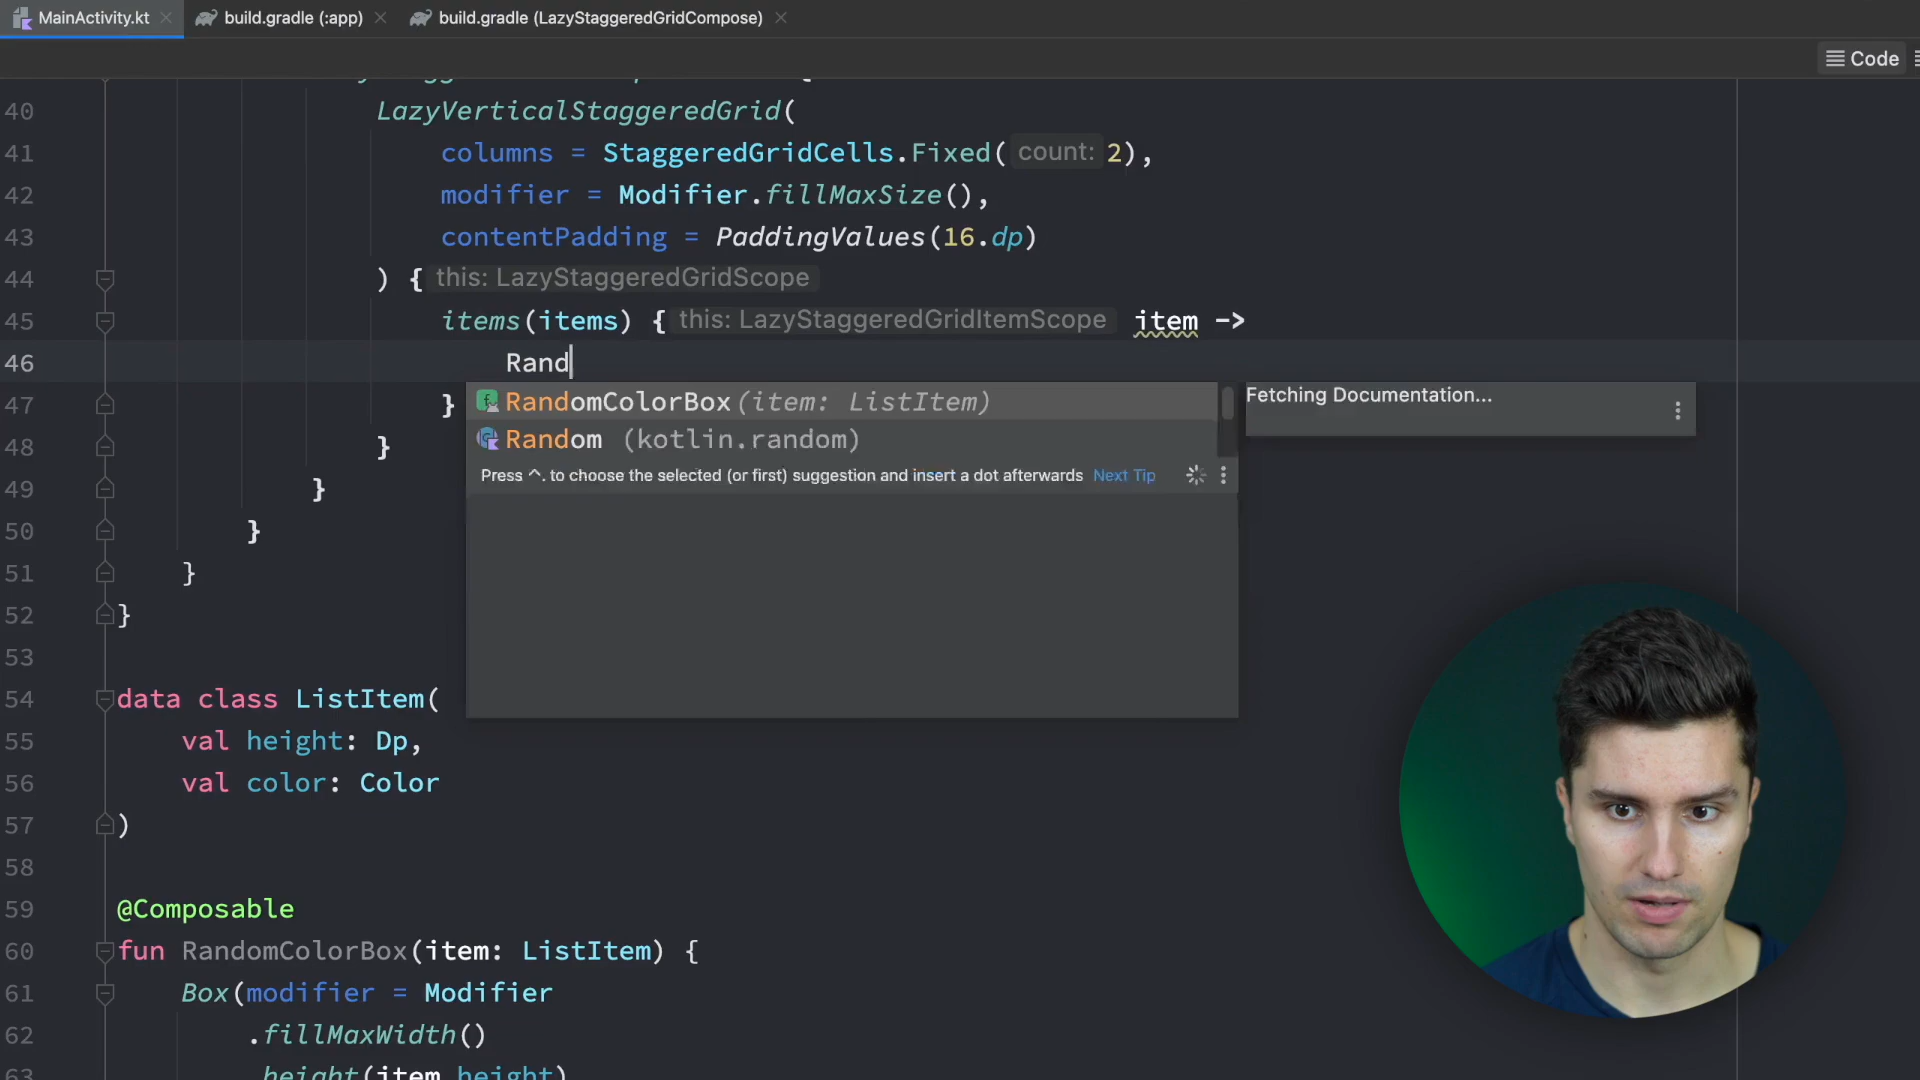 MainActivity.kt build.gradle (:app) build.gradle (LazyStaggeredGridCompose)
Code
40 LazyVerticalStaggeredGrid(
41 columns = StaggeredGridCells.Fixed( count: 2),
42 modifier = Modifier.fillMaxSize(),
43 contentPadding = PaddingValues(16.dp)
44 ) { this: LazyStaggeredGridScope
45 items(items) { this: LazyStaggeredGridItemScope item ->
46 Rand
47 } RandomColorBox(item: ListItem) Fetching Documentation...
48 } Random (kotlin.random)
Press ^. to choose the selected (or first) suggestion and insert a dot afterwards Next Tip
49 }
50 }
51 }
52 }
53
54 data class ListItem(
55 val height: Dp,
56 val color: Color
57 )
58
59 @Composable
60 fun RandomColorBox(item: ListItem) {
61 Box(modifier = Modifier
62 .fillMaxWidth()
63 .height(item.height)